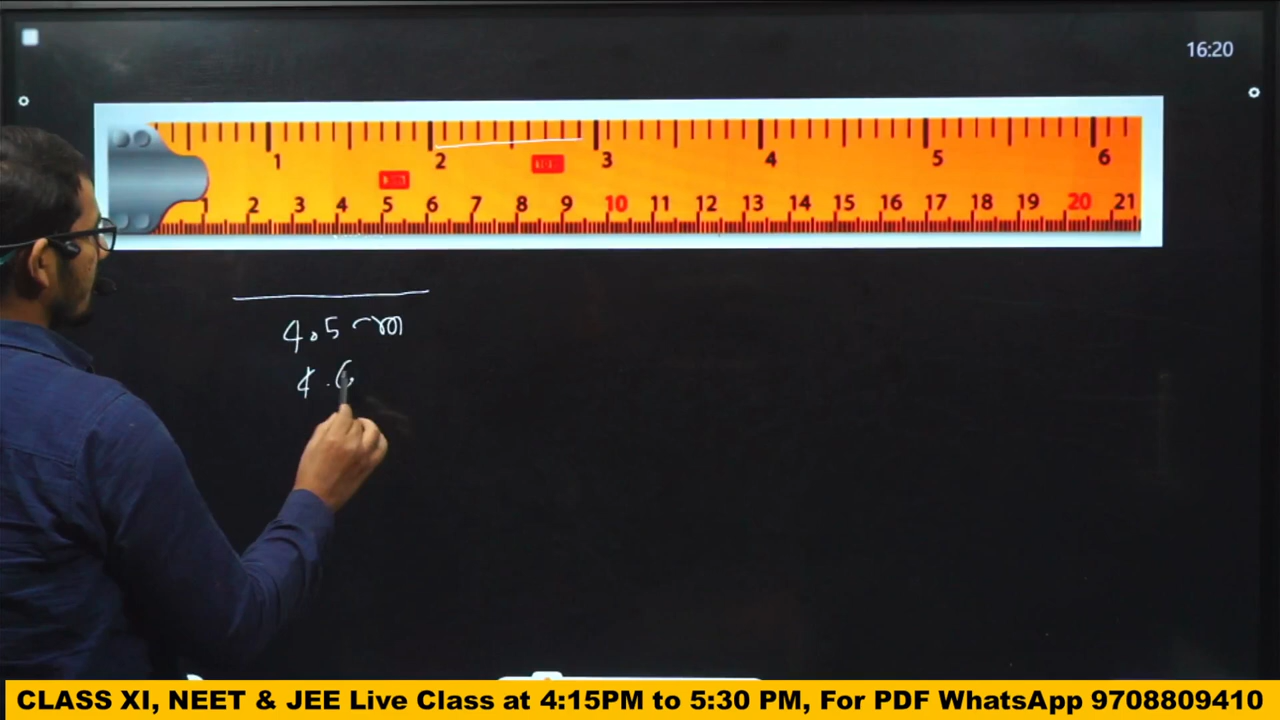 16:20
1 2 3 4 5 6
1 2 3 4 5 6 7 8 9 10 11 12 13 14 15 16 17 18 19 20 21
4.5 cm
4.6
CLASS XI, NEET & JEE Live Class at 4:15PM to 5:30 PM, For PDF WhatsApp 9708809410